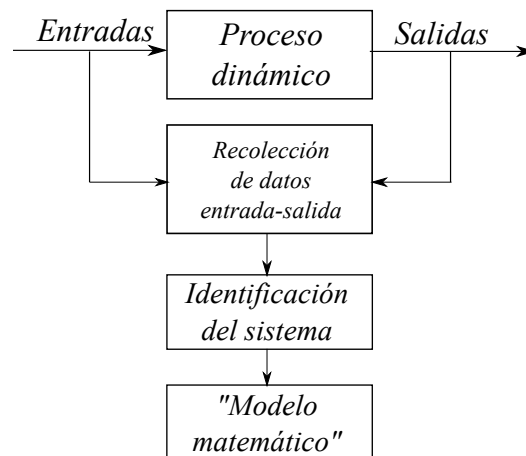 Entradas
Proceso
dinámico
Salidas
Recolección
de datos
entrada-salida
Identificación
del sistema
"Modelo
matemático"